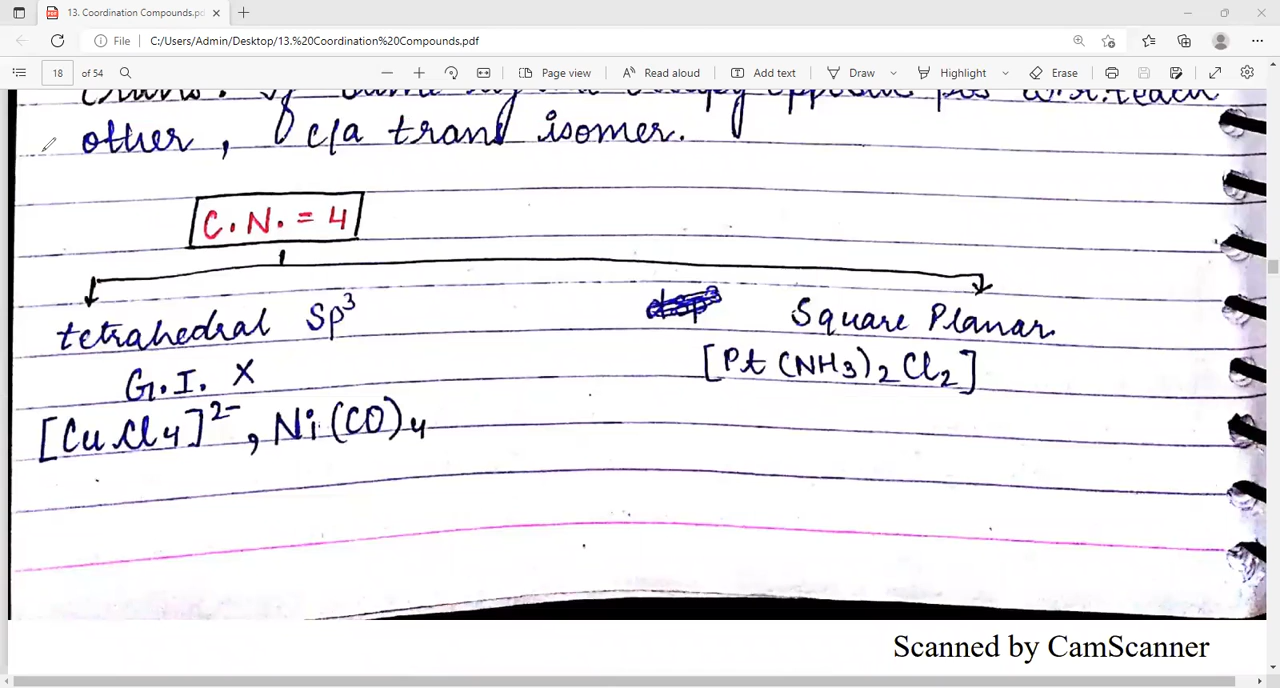 13. Coordination Compounds.pd
File C:/Users/Admin/Desktop/13.%20Coordination%20Compounds.pdf
18 of 54 Page view Read aloud Add text Draw Highlight Erase
other, c/a trans isomer.
C.N. = 4
tetrahedral Sp³ Square Planar
G.I. X [Pt(NH3)2Cl2]
[CuCl4]²⁻, Ni(CO)4
Scanned by CamScanner